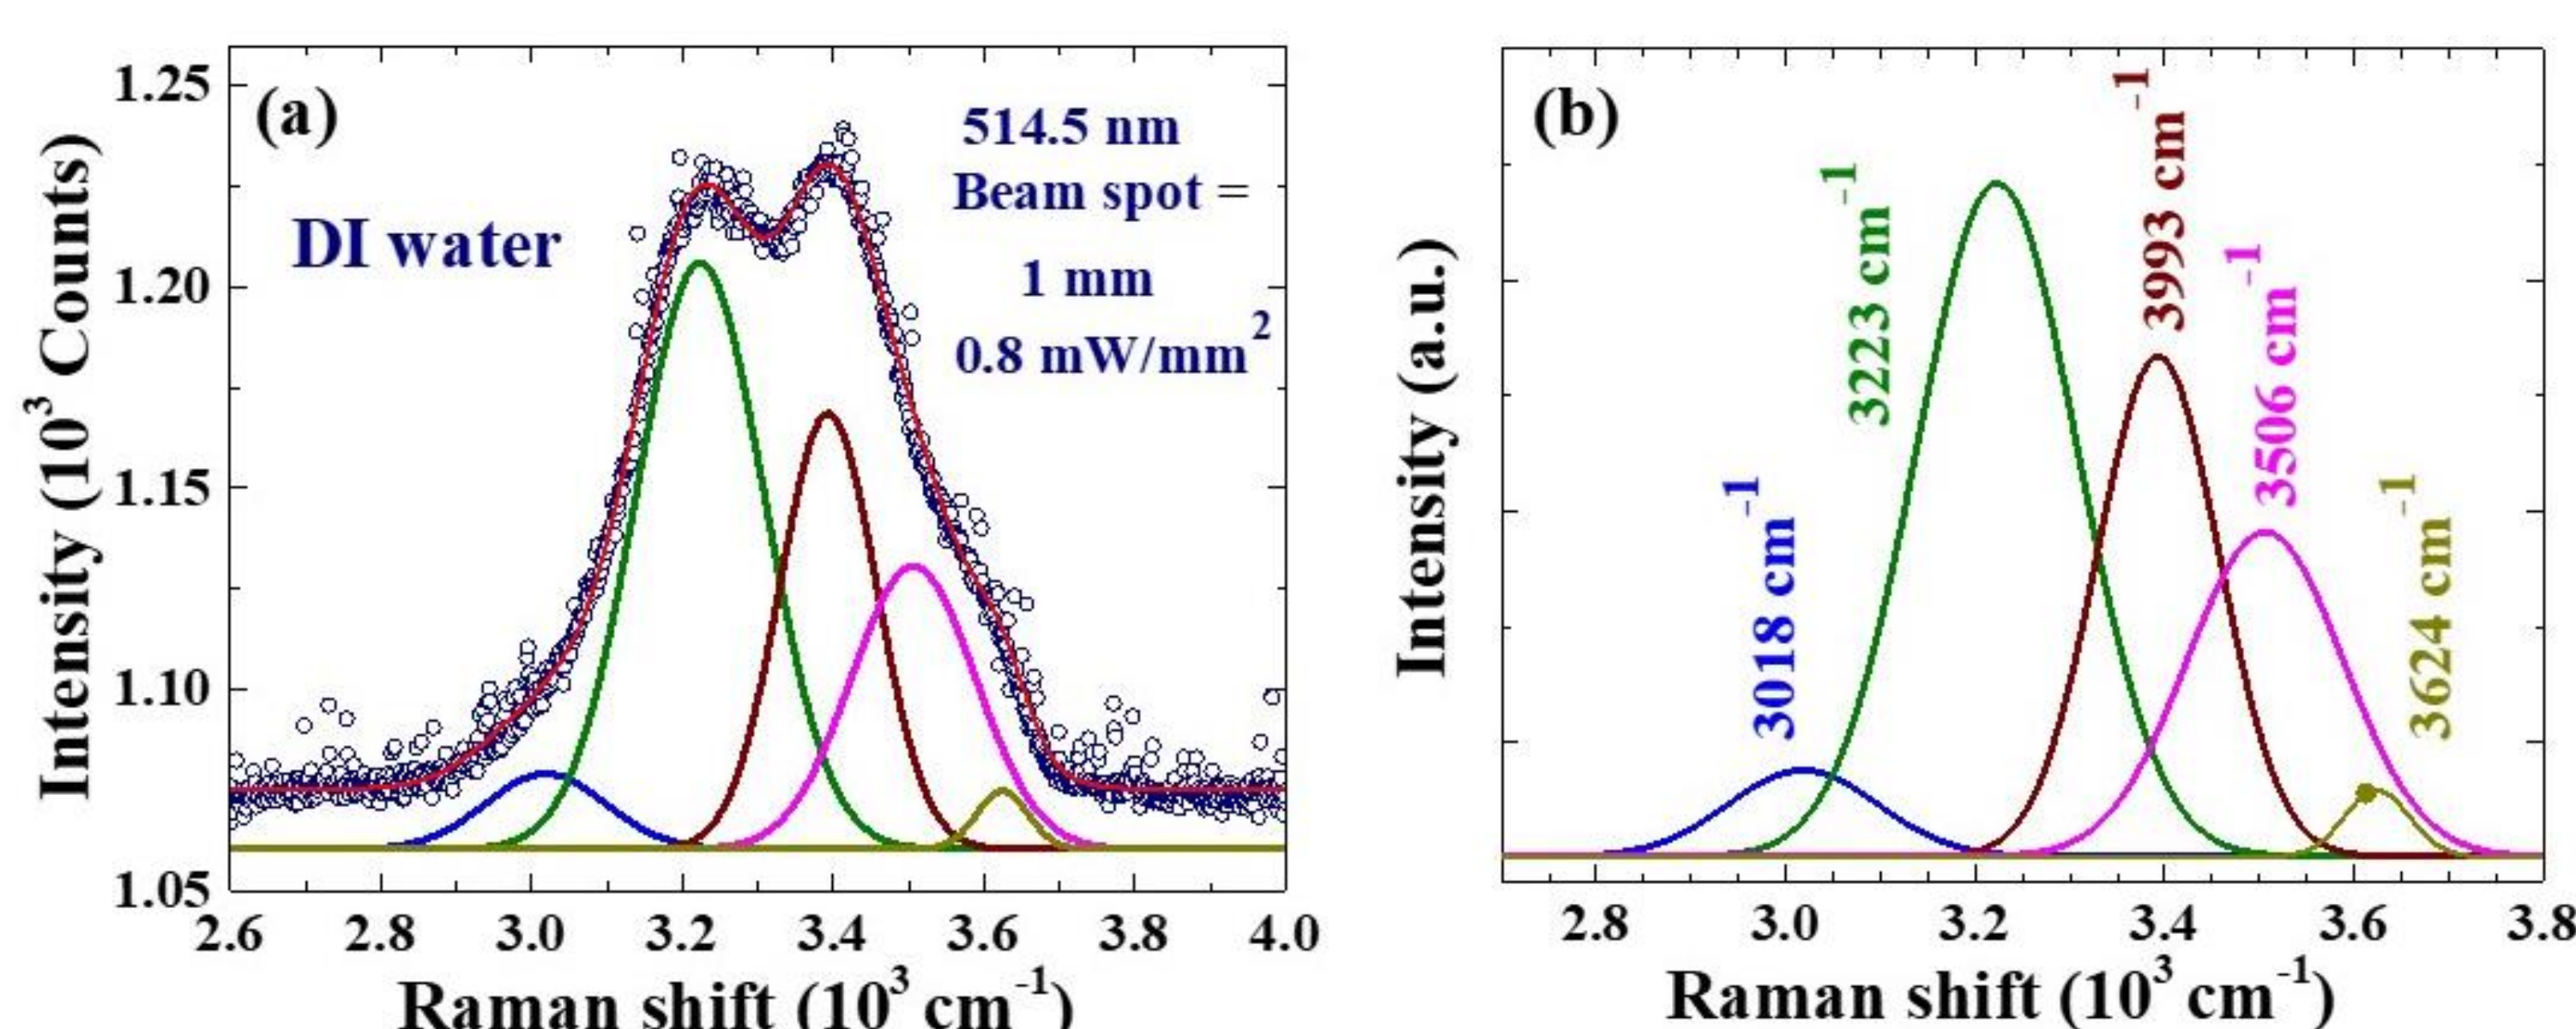 (a)
DI water
514.5 nm
Beam spot =
1 mm
0.8 mW/mm²
Intensity (10³ Counts)
1.25
1.20
1.15
1.10
1.05
2.6 2.8 3.0 3.2 3.4 3.6 3.8 4.0
Raman shift (10³ cm⁻¹)
(b)
3018 cm⁻¹
3223 cm⁻¹
3993 cm⁻¹
3506 cm⁻¹
3624 cm⁻¹
Intensity (a.u.)
2.8 3.0 3.2 3.4 3.6 3.8
Raman shift (10³ cm⁻¹)